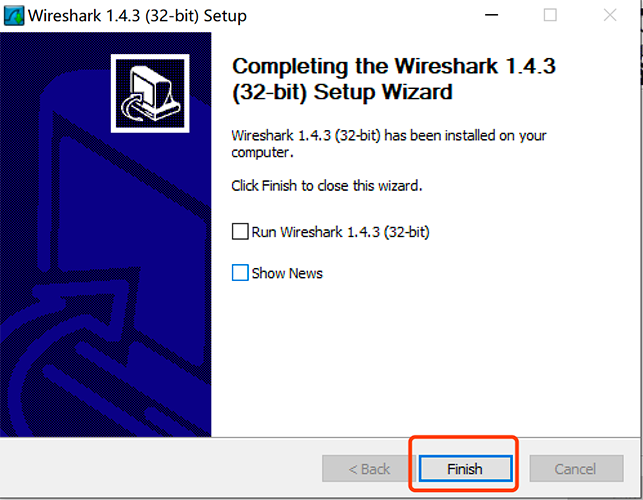 Wireshark 1.4.3 (32-bit) Setup
Completing the Wireshark 1.4.3
(32-bit) Setup Wizard
Wireshark 1.4.3 (32-bit) has been installed on your
computer.
Click Finish to close this wizard.
Run Wireshark 1.4.3 (32-bit)
Show News
< Back
Finish
Cancel